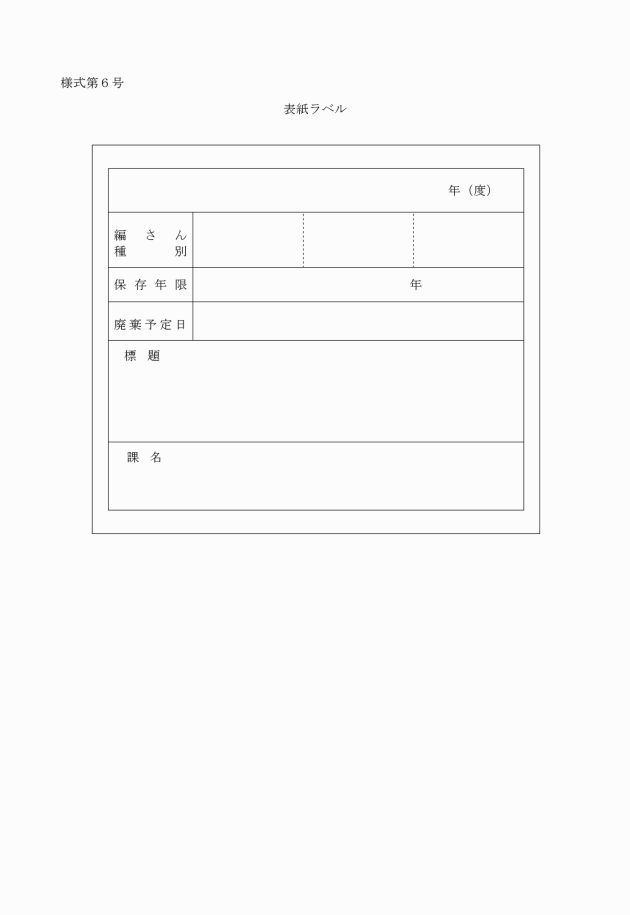 様式第６号
表紙ラベル
年（度）
編さん
種別
保存年限
年
廃棄予定日
標題
課名